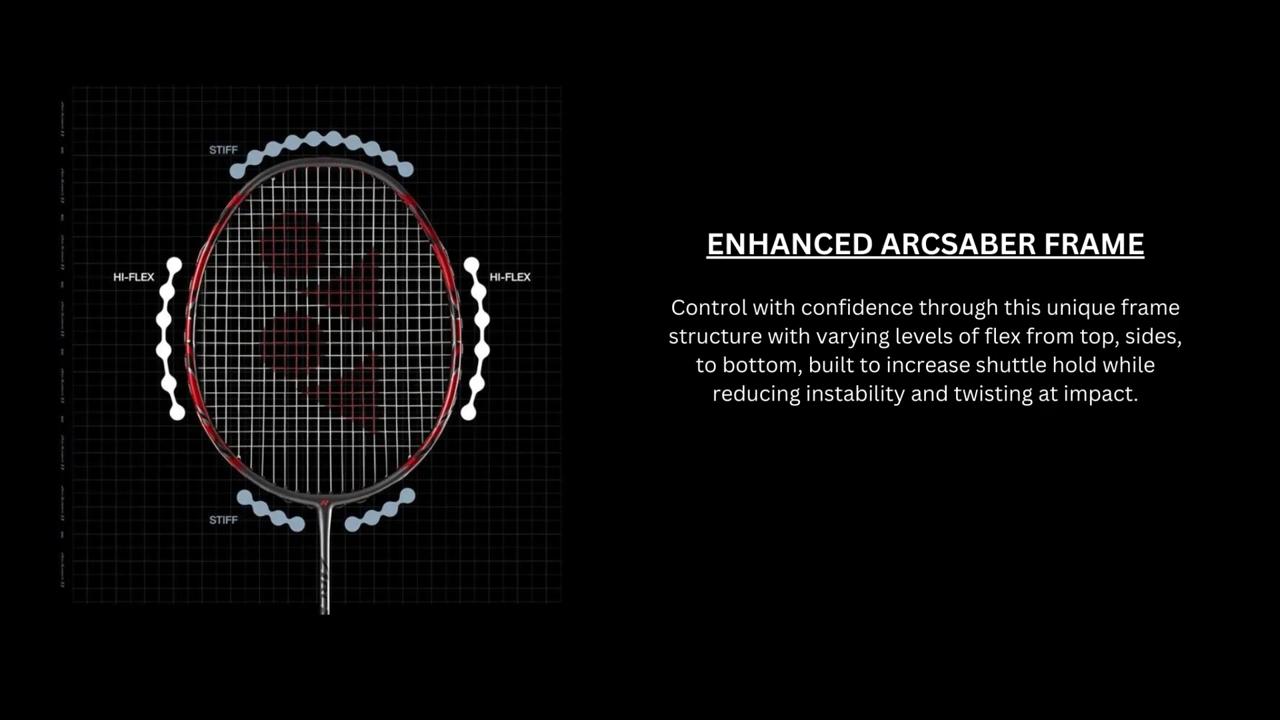 STIFF
HI-FLEX
HI-FLEX
STIFF
ENHANCED ARCSABER FRAME
Control with confidence through this unique frame
structure with varying levels of flex from top, sides,
to bottom, built to increase shuttle hold while
reducing instability and twisting at impact.